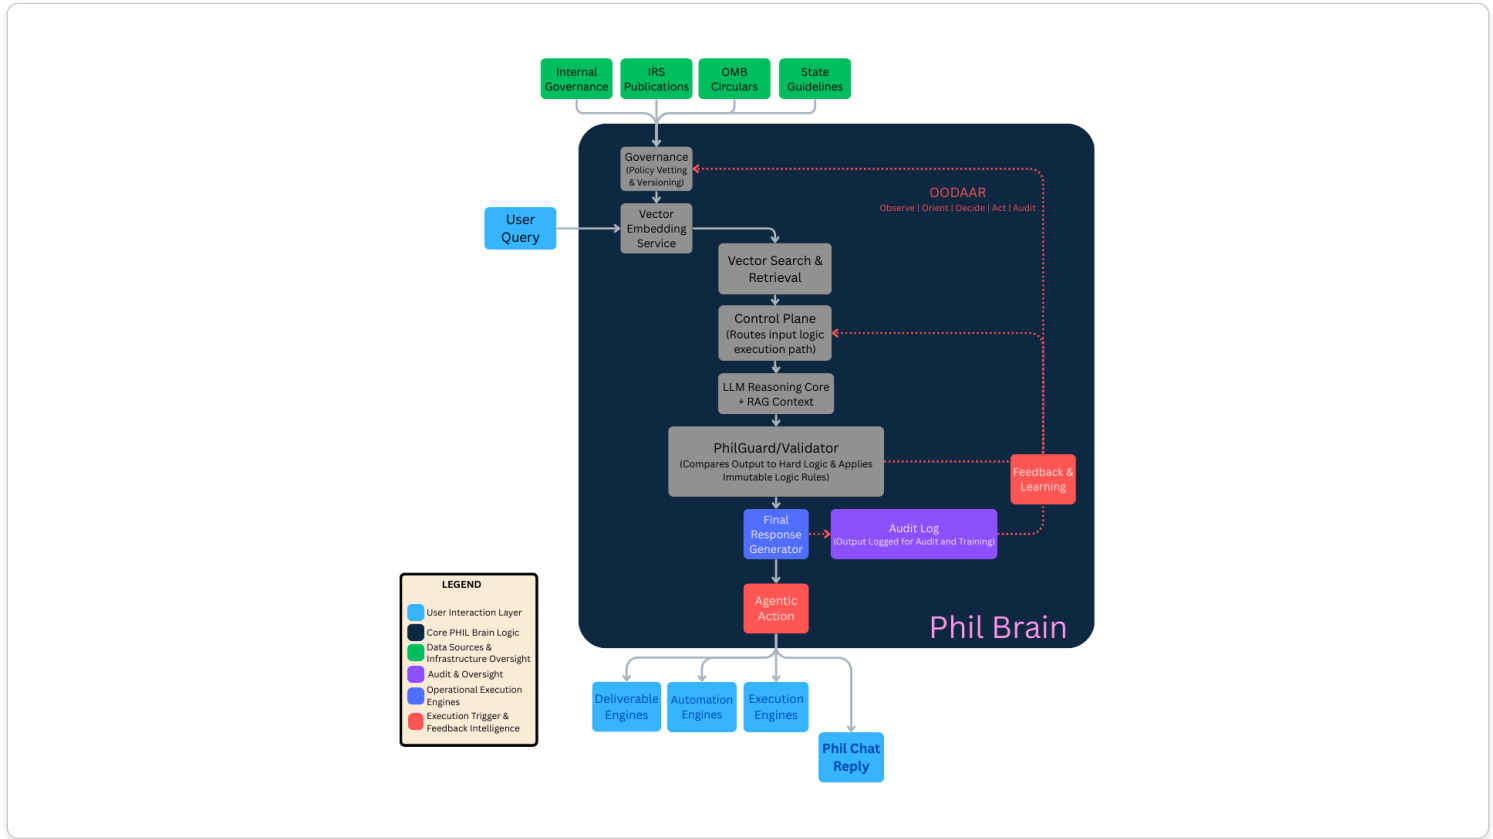 Internal
Governance
IRS
Publications
OMB
Circulars
State
Guidelines
Governance
(Policy Vetting
& Versioning)
OODAAR
Observe | Orient | Decide | Act | Audit
User
Query
Vector
Embedding
Service
Vector Search &
Retrieval
Control Plane
(Routes input logic
execution path)
LLM Reasoning Core
+ RAG Context
PhilGuard/Validator
(Compares Output to Hard Logic & Applies
Immutable Logic Rules)
Feedback &
Learning
Final
Response
Generator
Audit Log
(Output Logged for Audit and Training)
Agentic
Action
Phil Brain
LEGEND
User Interaction Layer
Core PHIL Brain Logic
Data Sources &
Infrastructure Oversight
Audit & Oversight
Operational Execution
Engines
Execution Trigger &
Feedback Intelligence
Deliverable
Engines
Automation
Engines
Execution
Engines
Phil Chat
Reply